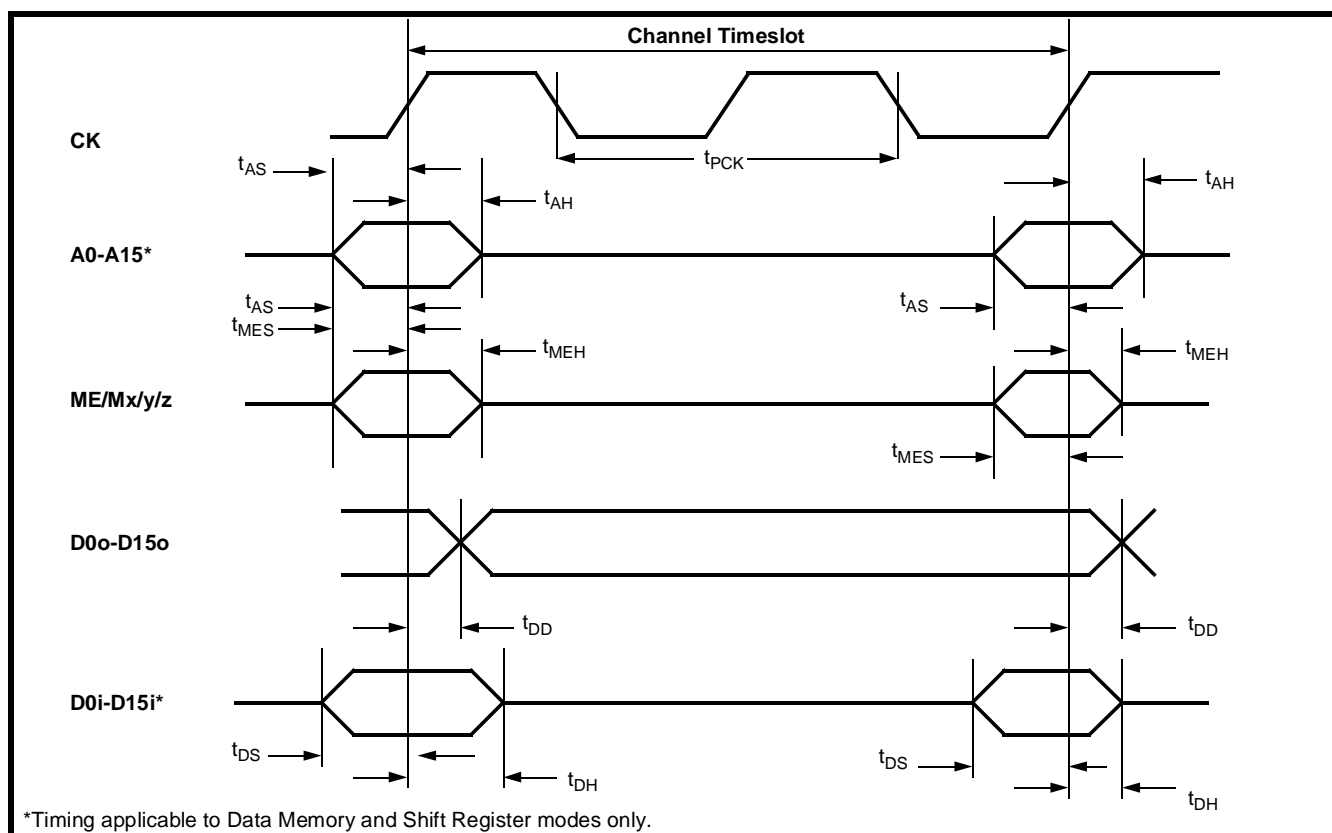 Channel Timeslot
CK
tPCK
tAS
tAH
tAH
A0-A15*
tAS
tAS
tMES
tMEH
tMEH
ME/Mx/y/z
tMES
D0o-D15o
tDD
tDD
D0i-D15i*
tDS
tDS
tDH
tDH
*Timing applicable to Data Memory and Shift Register modes only.